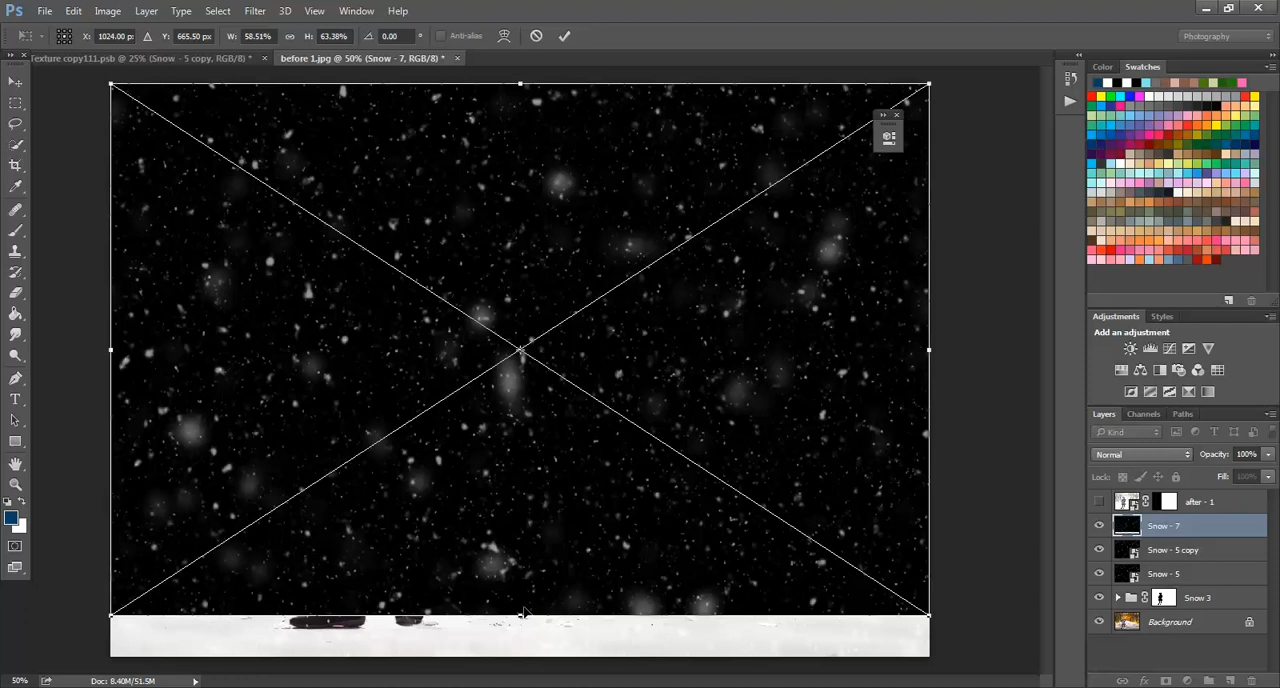 Ps File Edit Image Layer Type Select Filter 3D View Window Help
X: 1024.00 px Y: 665.50 px W: 58.51% H: 63.38% 0.00 ° Anti-alias Photography
Texture copy111.psb @ 25% (Snow - 5 copy, RGB/8) * × before 1.jpg @ 50% (Snow - 7, RGB/8) * ×
Color Swatches
Adjustments Styles
Add an adjustment
Layers Channels Paths
Kind
Normal Opacity: 100%
Lock: Fill: 100%
after - 1
Snow - 7
Snow - 5 copy
Snow - 5
Snow 3
Background
50% Doc: 8.40M/51.5M